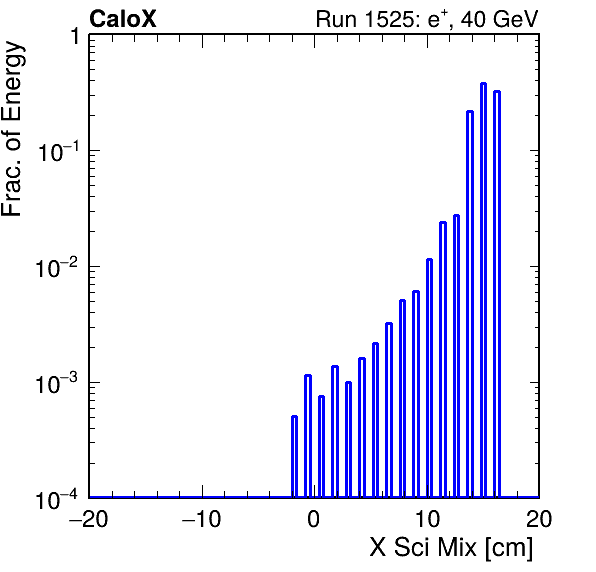 CaloX Run 1525: e⁺, 40 GeV
Frac. of Energy
1
10⁻¹
10⁻²
10⁻³
10⁻⁴
−20 −10 0 10 20
X Sci Mix [cm]